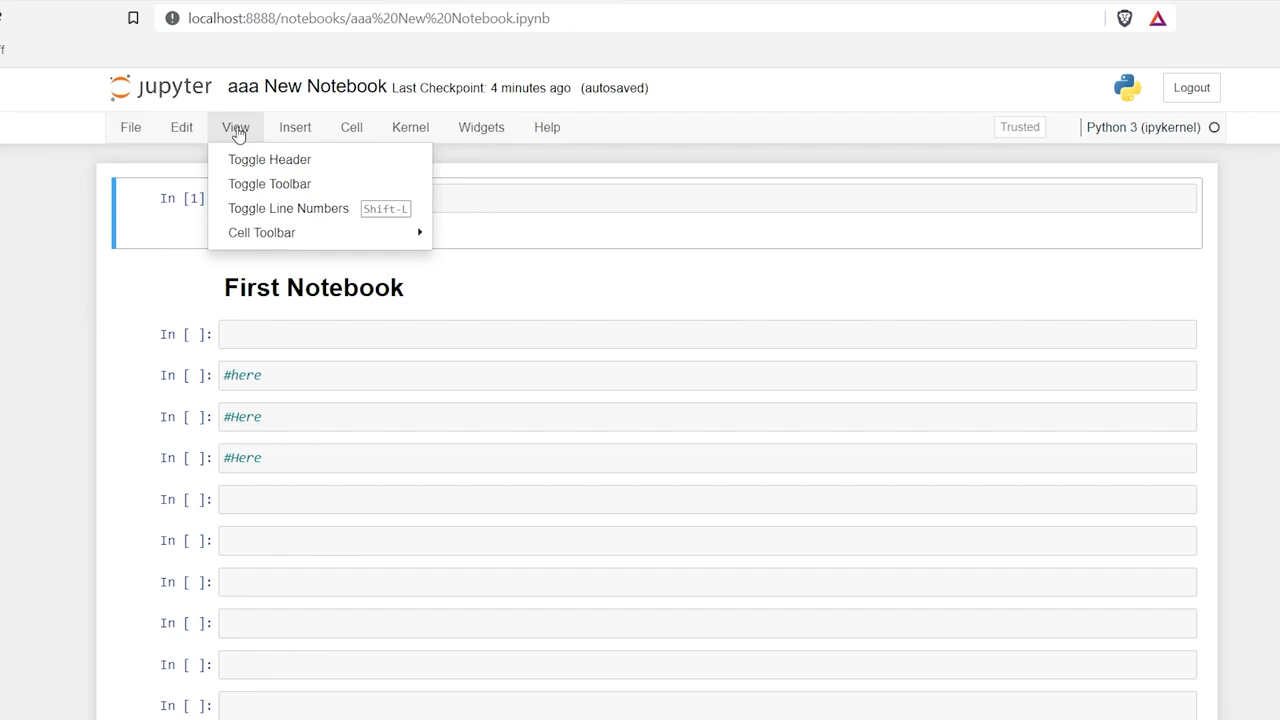 localhost:8888/notebooks/aaa%20New%20Notebook.ipynb
jupyter aaa New Notebook Last Checkpoint: 4 minutes ago (autosaved) Logout
File Edit View Insert Cell Kernel Widgets Help Trusted Python 3 (ipykernel)
Toggle Header
Toggle Toolbar
Toggle Line Numbers Shift-L
Cell Toolbar
In [1]
First Notebook
In [ ]:
In [ ]: #here
In [ ]: #Here
In [ ]: #Here
In [ ]:
In [ ]:
In [ ]:
In [ ]:
In [ ]:
In [ ]: